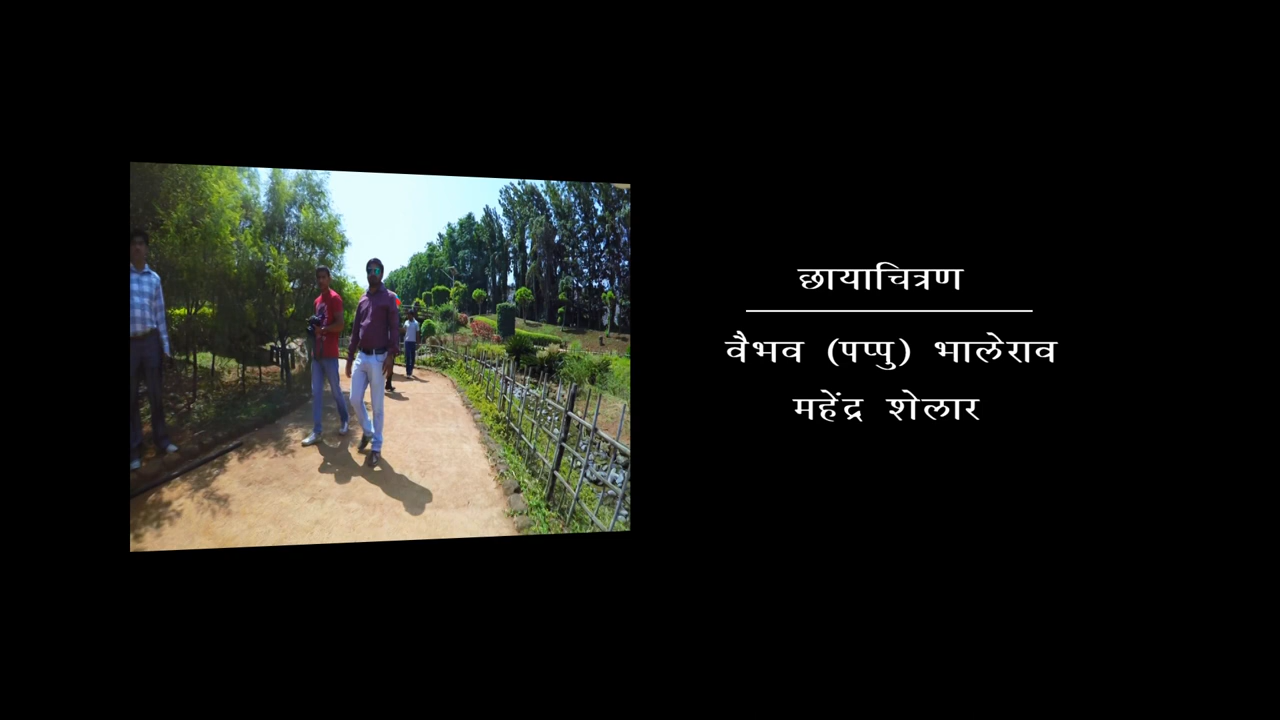 छायाचित्रण
वैभव (पप्पु) भालेराव
महेंद्र शेलार